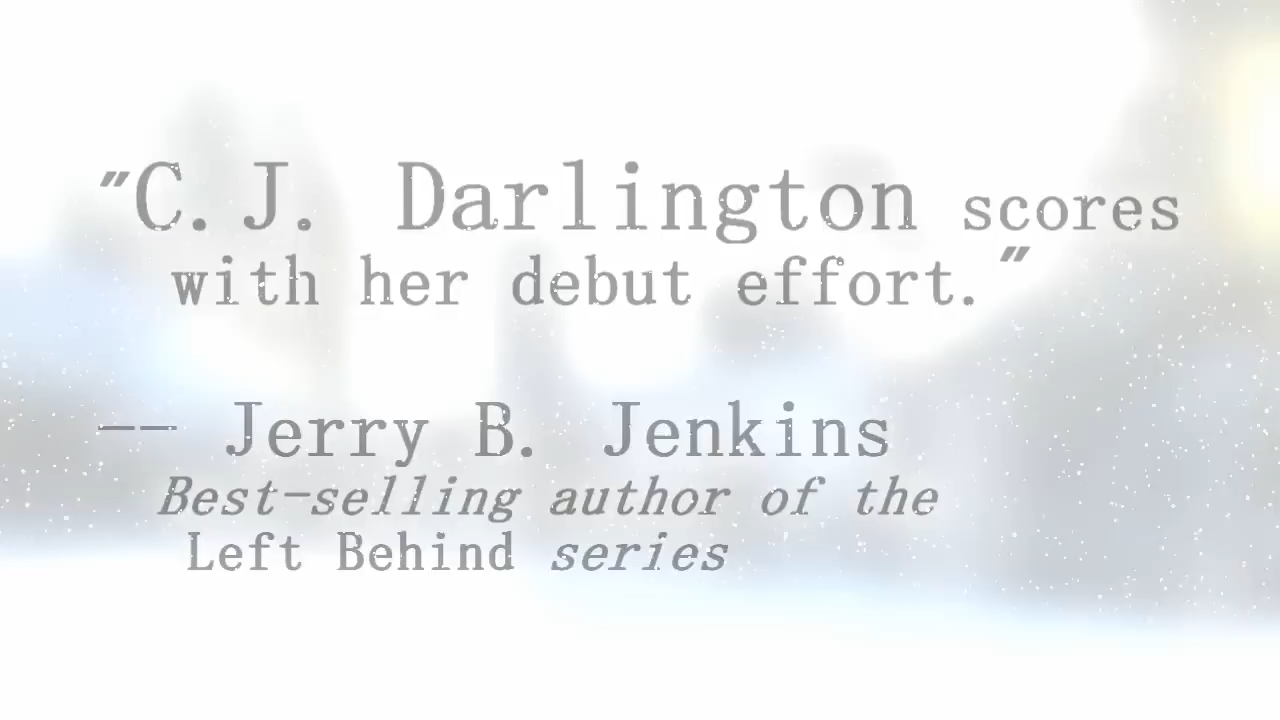 "C.J. Darlington scores
with her debut effort."
-- Jerry B. Jenkins
Best-selling author of the
Left Behind series